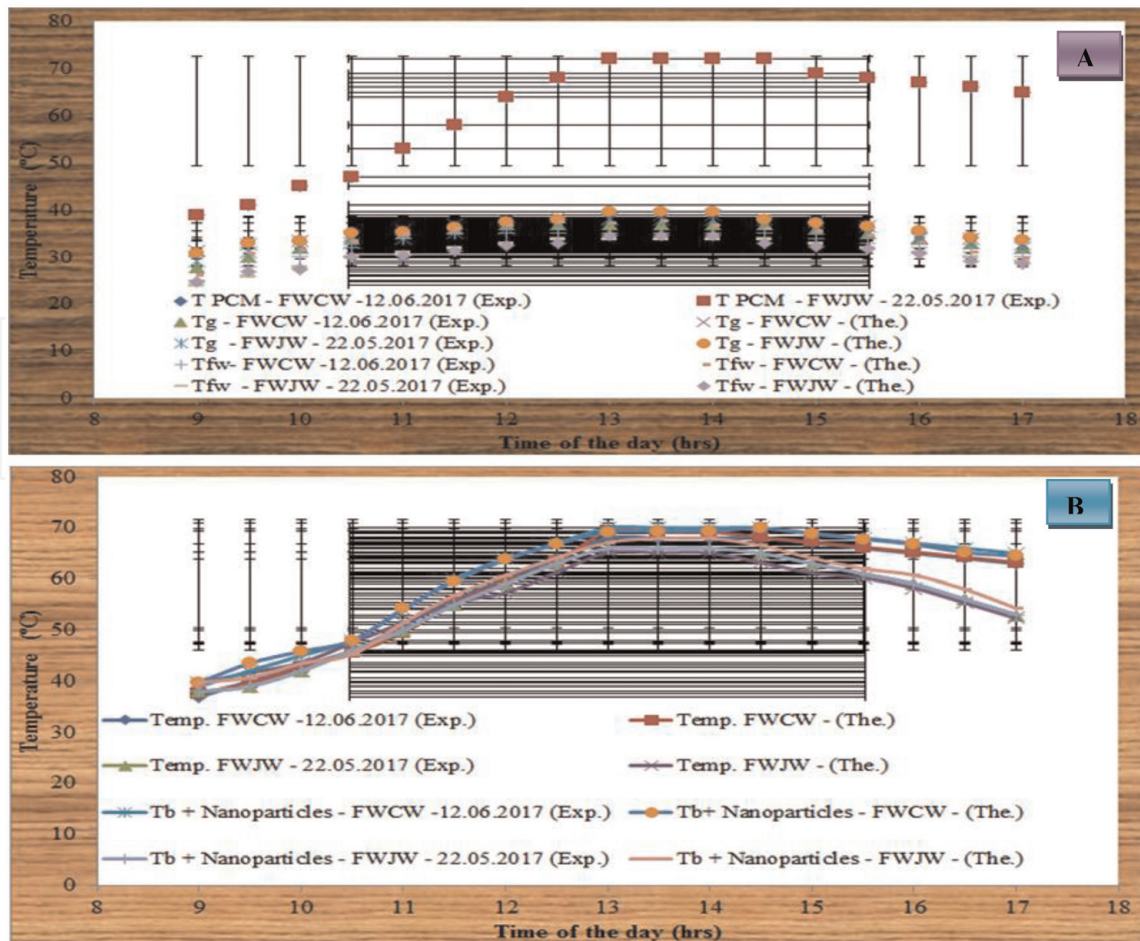 A
80
70
60
50
40
30
20
10
0
Temperature (ºC)
T PCM - FWCW -12.06.2017 (Exp.)
T PCM - FWJW - 22.05.2017 (Exp.)
Tg - FWCW -12.06.2017 (Exp.)
Tg - FWCW - (The.)
Tg - FWJW - 22.05.2017 (Exp.)
Tg - FWJW - (The.)
Tfw- FWCW -12.06.2017 (Exp.)
Tfw - FWCW - (The.)
Tfw - FWJW - 22.05.2017 (Exp.)
Tfw - FWJW - (The.)
8 9 10 11 12 13 14 15 16 17 18
Time of the day (hrs)
B
80
70
60
50
40
30
20
10
0
Temperature (ºC)
Temp. FWCW -12.06.2017 (Exp.)
Temp. FWCW - (The.)
Temp. FWJW - 22.05.2017 (Exp.)
Temp. FWJW - (The.)
Tb + Nanoparticles - FWCW -12.06.2017 (Exp.)
Tb+ Nanoparticles - FWCW - (The.)
Tb + Nanoparticles - FWJW - 22.05.2017 (Exp.)
Tb + Nanoparticles - FWJW - (The.)
8 9 10 11 12 13 14 15 16 17 18
Time of the day (hrs)